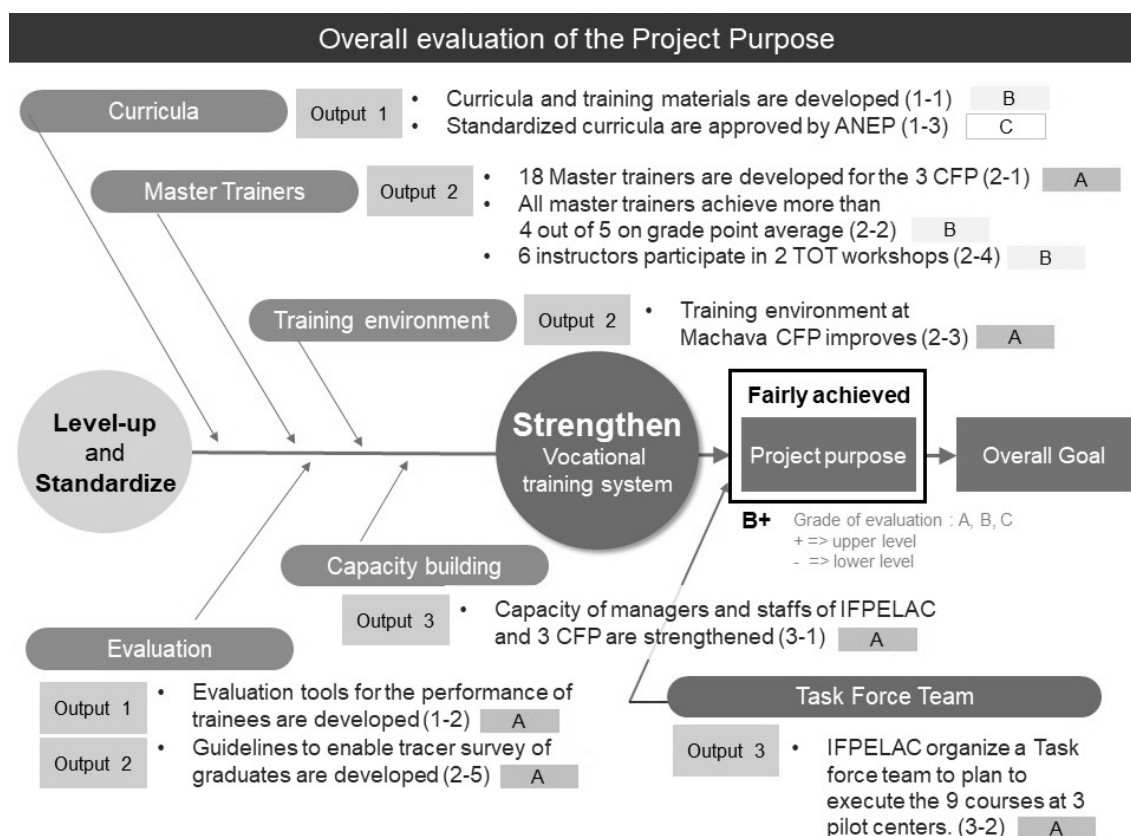 Overall evaluation of the Project Purpose
Curricula
Output 1
• Curricula and training materials are developed (1-1) B
• Standardized curricula are approved by ANEP (1-3) C
Master Trainers
Output 2
• 18 Master trainers are developed for the 3 CFP (2-1) A
• All master trainers achieve more than
4 out of 5 on grade point average (2-2) B
• 6 instructors participate in 2 TOT workshops (2-4) B
Training environment
Output 2
• Training environment at
Machava CFP improves (2-3) A
Level-up
and
Standardize
Strengthen
Vocational
training system
Fairly achieved
Project purpose
Overall Goal
B+ Grade of evaluation : A, B, C
+ => upper level
- => lower level
Capacity building
Output 3
• Capacity of managers and staffs of IFPELAC
and 3 CFP are strengthened (3-1) A
Evaluation
Output 1
• Evaluation tools for the performance of
trainees are developed (1-2) A
Output 2
• Guidelines to enable tracer survey of
graduates are developed (2-5) A
Task Force Team
Output 3
• IFPELAC organize a Task
force team to plan to
execute the 9 courses at 3
pilot centers. (3-2) A